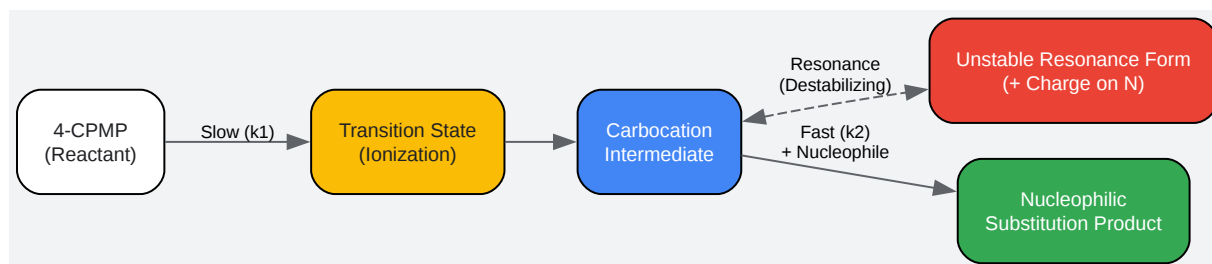 4-CPMP
(Reactant)
Slow (k1)
Transition State
(Ionization)
Carbocation
Intermediate
Resonance
(Destabilizing)
Unstable Resonance Form
(+ Charge on N)
Fast (k2)
+ Nucleophile
Nucleophilic
Substitution Product